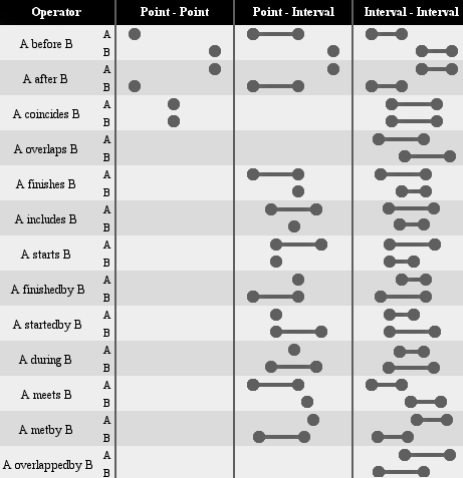 Operator Point - Point Point - Interval Interval - Interval
A before B A
B
A after B A
B
A coincides B A
B
A overlaps B A
B
A finishes B A
B
A includes B A
B
A starts B A
B
A finishedby B A
B
A startedby B A
B
A during B A
B
A meets B A
B
A metby B A
B
A overlappedby B A
B